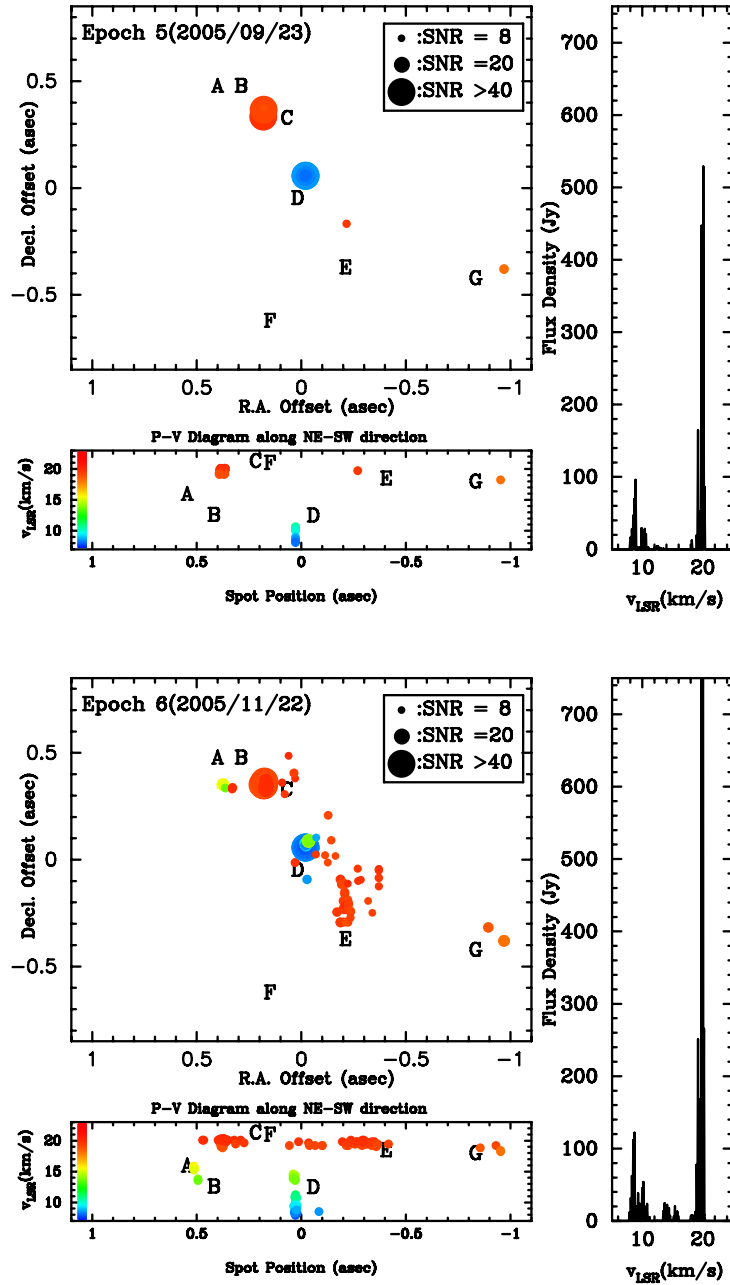 Epoch 5(2005/09/23)
:SNR = 8
:SNR =20
:SNR >40
A B
C
D
E
F
G
0.5
0
−0.5
Decl. Offset (asec)
1 0.5 0 −0.5 −1
R.A. Offset (asec)
P−V Diagram along NE−SW direction
20
15
10
v_LSR(km/s)
A
B
C F
D
E
G
1 0.5 0 −0.5 −1
Spot Position (asec)
700
600
500
400
300
200
100
0
Flux Density (Jy)
10 20
v_LSR(km/s)
Epoch 6(2005/11/22)
:SNR = 8
:SNR =20
:SNR >40
A B
C
D
E
F
G
0.5
0
−0.5
Decl. Offset (asec)
1 0.5 0 −0.5 −1
R.A. Offset (asec)
P−V Diagram along NE−SW direction
20
15
10
v_LSR(km/s)
A
B
C F
D
E
G
1 0.5 0 −0.5 −1
Spot Position (asec)
700
600
500
400
300
200
100
0
Flux Density (Jy)
10 20
v_LSR(km/s)